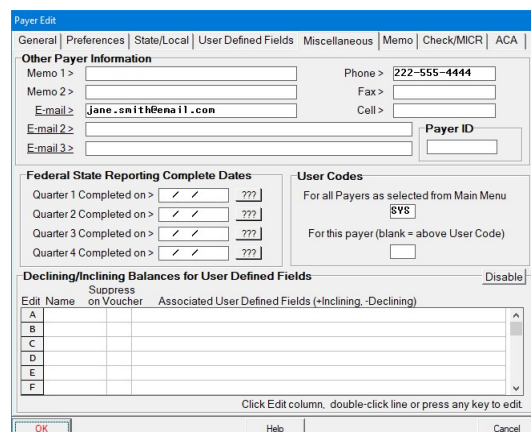 Payer Edit
General Preferences State/Local User Defined Fields Miscellaneous Memo Check/MICR ACA
Other Payer Information
Memo 1 > Phone > 222-555-4444
Memo 2 > Fax >
E-mail > jane.smith@email.com Cell >
E-mail 2 > Payer ID
E-mail 3 >
Federal State Reporting Complete Dates
Quarter 1 Completed on > / / ???
Quarter 2 Completed on > / / ???
Quarter 3 Completed on > / / ???
Quarter 4 Completed on > / / ???
User Codes
For all Payers as selected from Main Menu
SYS
For this payer (blank = above User Code)
Declining/Inclining Balances for User Defined Fields Disable
Suppress
Edit Name on Voucher Associated User Defined Fields (+Inclining, -Declining)
A
B
C
D
E
F
Click Edit column, double-click line or press any key to edit.
OK Help Cancel